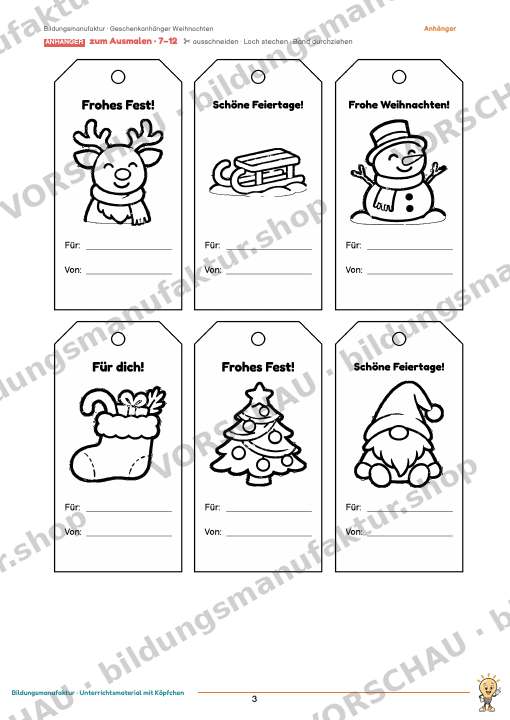 Bildungsmanufaktur · Geschenkanhänger Weihnachten
Anhänger
ANHÄNGER zum Ausmalen · 7–12 ✂ ausschneiden · Loch stechen · Band durchziehen
Frohes Fest!
Schöne Feiertage!
Frohe Weihnachten!
Für:
Für:
Für:
Von:
Von:
Von:
Für dich!
Frohes Fest!
Schöne Feiertage!
Für:
Für:
Für:
Von:
Von:
Von:
VORSCHAU · bildungsmanufaktur.shop
Bildungsmanufaktur · Unterrichtsmaterial mit Köpfchen
3